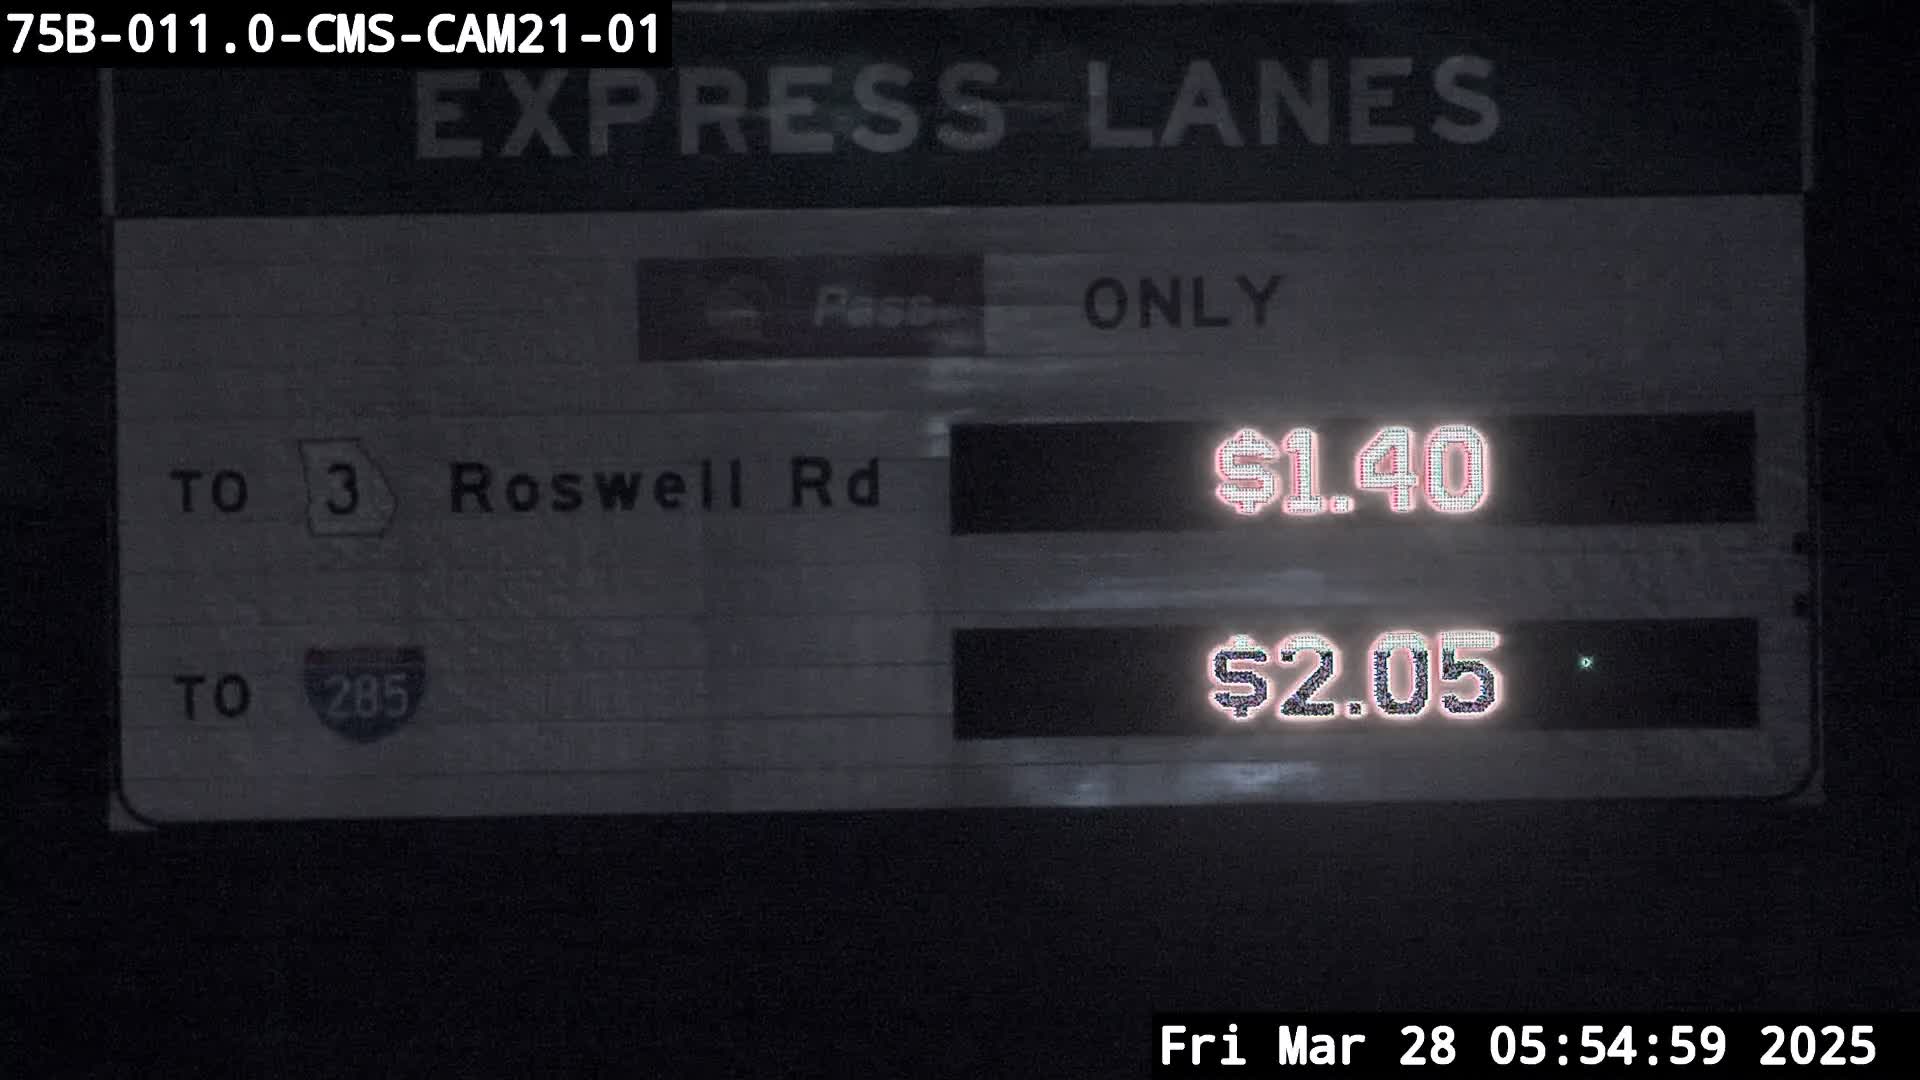 75B-011.0-CMS-CAM21-01
EXPRESS LANES
Pass ONLY
TO 3 Roswell Rd $1.40
TO 285 $2.05
Fri Mar 28 05:54:59 2025